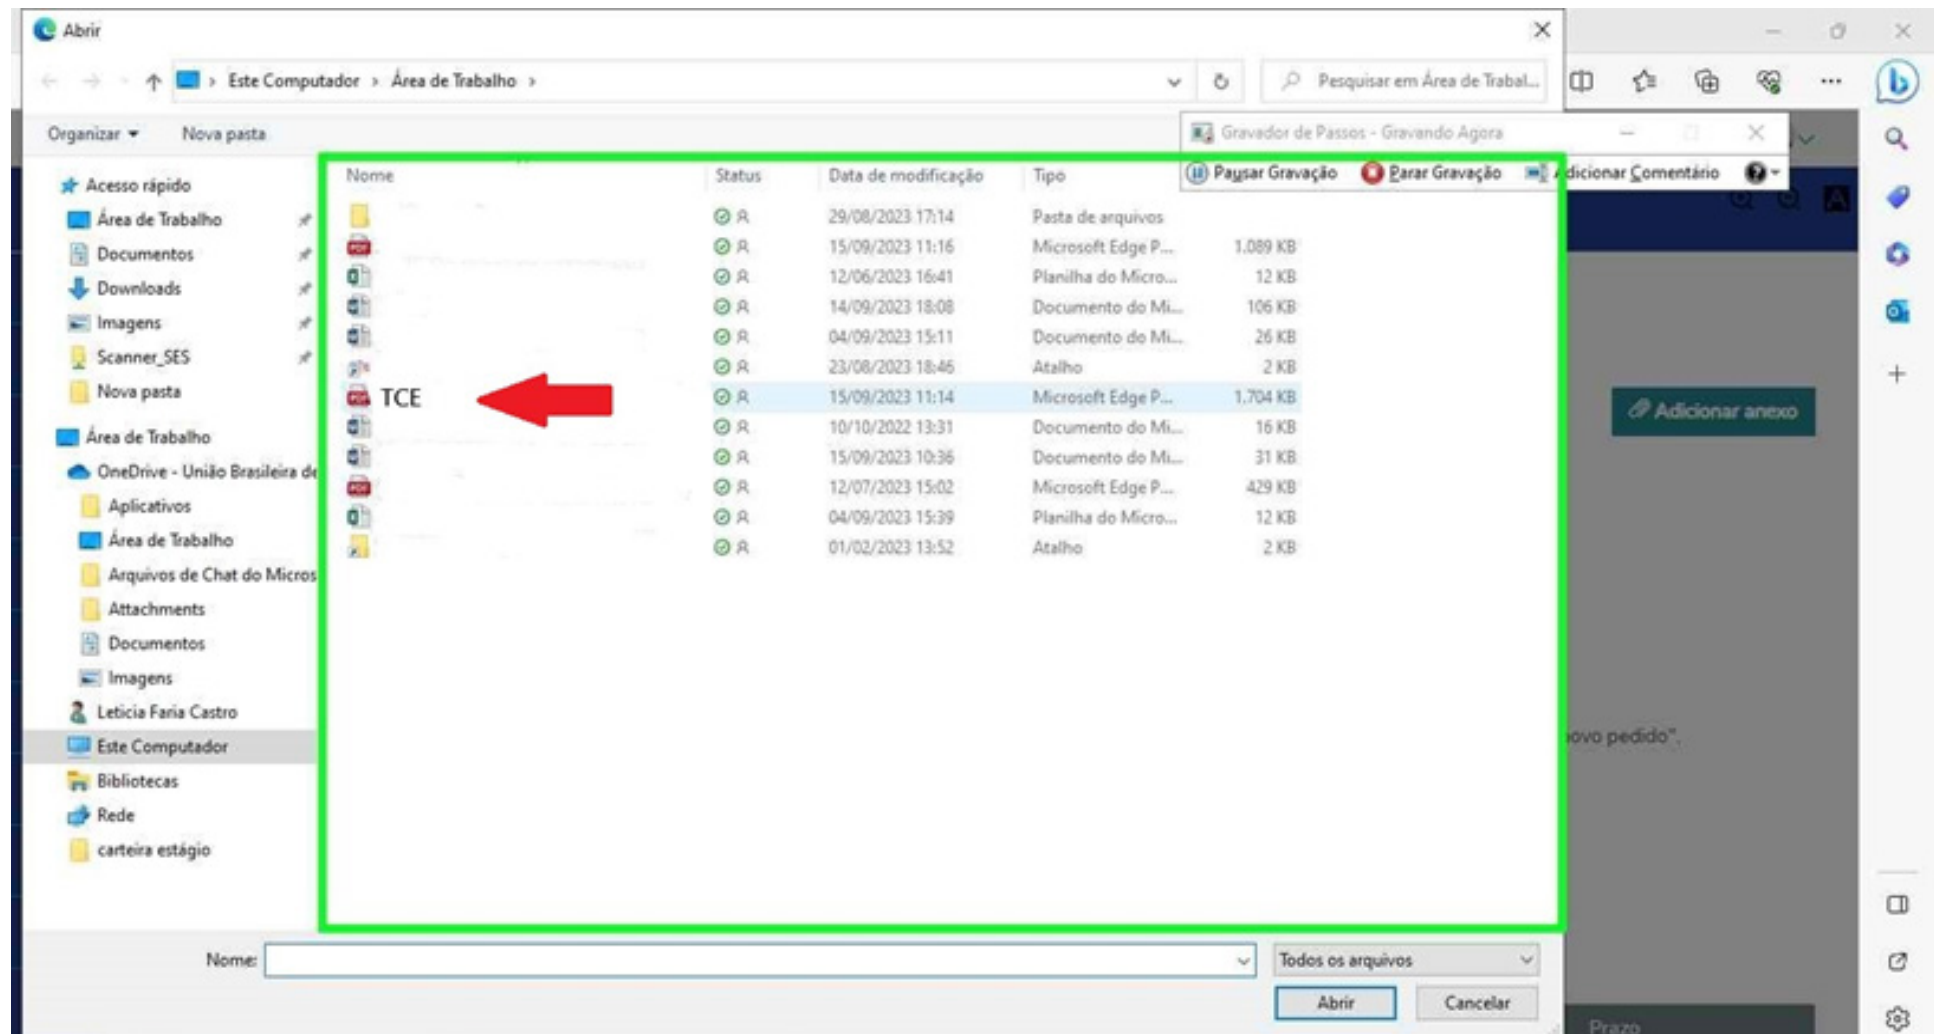 Abrir
Este Computador > Área de Trabalho >
Pesquisar em Área de Trabal...
Organizar Nova pasta
Gravador de Passos - Gravando Agora
Pausar Gravação Parar Gravação Adicionar Comentário
Nome Status Data de modificação Tipo
29/08/2023 17:14 Pasta de arquivos
15/09/2023 11:16 Microsoft Edge P... 1.089 KB
12/06/2023 16:41 Planilha do Micro... 12 KB
14/09/2023 18:08 Documento do Mi... 106 KB
04/09/2023 15:11 Documento do Mi... 26 KB
23/08/2023 18:46 Atalho 2 KB
TCE 15/09/2023 11:14 Microsoft Edge P... 1.704 KB
10/10/2022 13:31 Documento do Mi... 16 KB
15/09/2023 10:36 Documento do Mi... 31 KB
12/07/2023 15:02 Microsoft Edge P... 429 KB
04/09/2023 15:39 Planilha do Micro... 12 KB
01/02/2023 13:52 Atalho 2 KB
Acesso rápido
Área de Trabalho
Documentos
Downloads
Imagens
Scanner_SES
Nova pasta
Área de Trabalho
OneDrive - União Brasileira de
Aplicativos
Área de Trabalho
Arquivos de Chat do Micros
Attachments
Documentos
Imagens
Leticia Faria Castro
Este Computador
Bibliotecas
Rede
carteira estágio
Adicionar anexo
ovo pedido".
Nome:
Todos os arquivos
Abrir Cancelar
Prazo